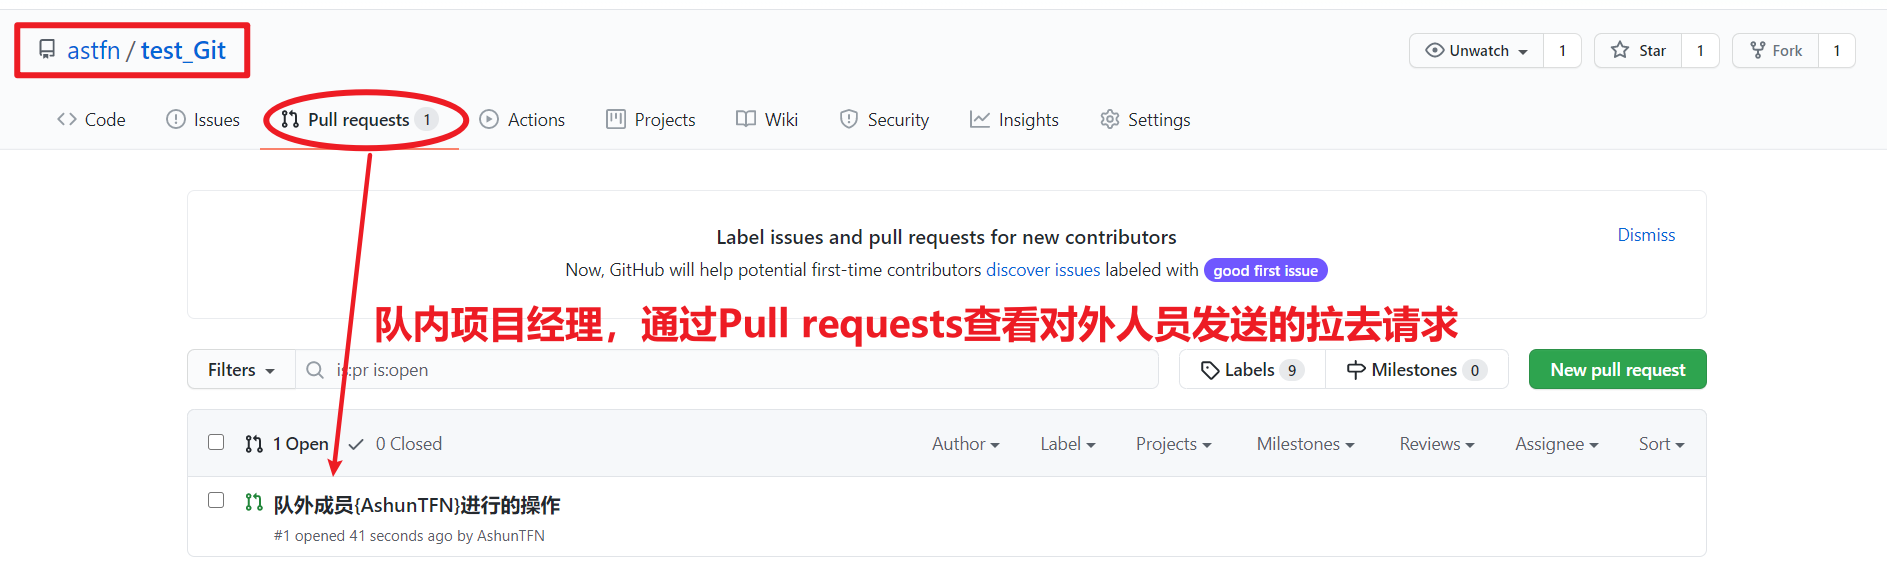 astfn / test_Git
Unwatch 1 Star 1 Fork 1
Code Issues Pull requests 1 Actions Projects Wiki Security Insights Settings
Label issues and pull requests for new contributors
Dismiss
Now, GitHub will help potential first-time contributors discover issues labeled with good first issue
队内项目经理，通过Pull requests查看对外人员发送的拉去请求
Filters is:pr is:open Labels 9 Milestones 0 New pull request
1 Open 0 Closed Author Label Projects Milestones Reviews Assignee Sort
队外成员{AshunTFN}进行的操作
#1 opened 41 seconds ago by AshunTFN